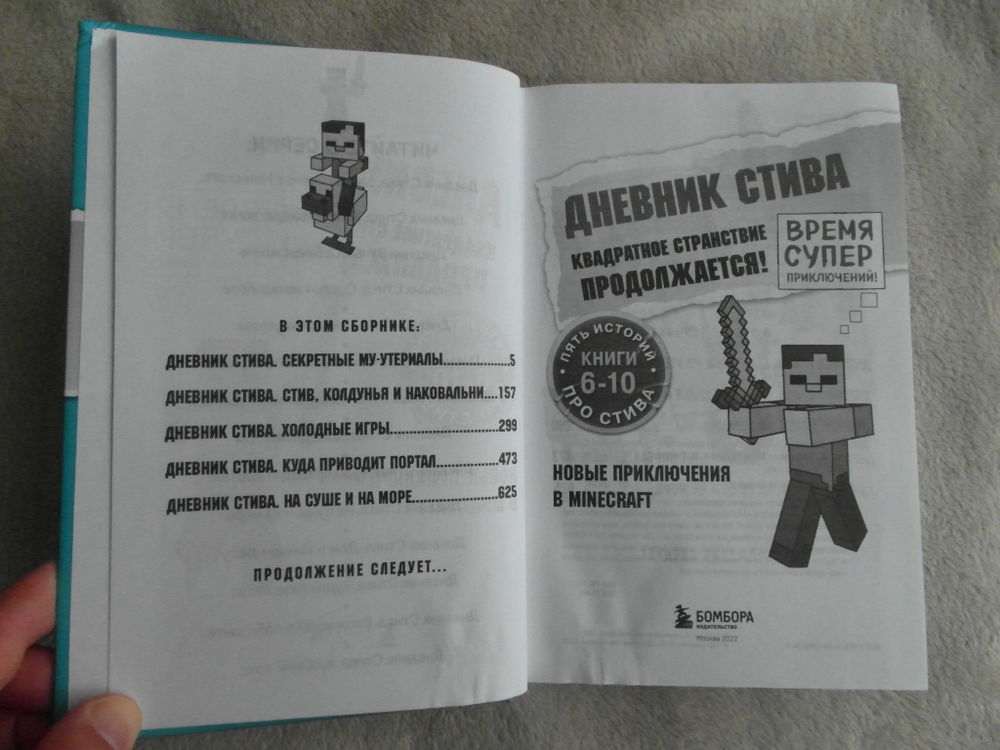 В ЭТОМ СБОРНИКЕ:
ДНЕВНИК СТИВА. СЕКРЕТНЫЕ МУ-УТЕРИАЛЫ....................5
ДНЕВНИК СТИВА. СТИВ, КОЛДУНЬЯ И НАКОВАЛЬНИ....157
ДНЕВНИК СТИВА. ХОЛОДНЫЕ ИГРЫ................................299
ДНЕВНИК СТИВА. КУДА ПРИВОДИТ ПОРТАЛ..................473
ДНЕВНИК СТИВА. НА СУШЕ И НА МОРЕ.........................625
ПРОДОЛЖЕНИЕ СЛЕДУЕТ...
ДНЕВНИК СТИВА
КВАДРАТНОЕ СТРАНСТВИЕ
ПРОДОЛЖАЕТСЯ!
ВРЕМЯ
СУПЕР
ПРИКЛЮЧЕНИЙ!
ПЯТЬ ИСТОРИЙ
КНИГИ
6-10
ПРО СТИВА
НОВЫЕ ПРИКЛЮЧЕНИЯ
В MINECRAFT
БОМБОРА
ИЗДАТЕЛЬСТВО
Москва 2022